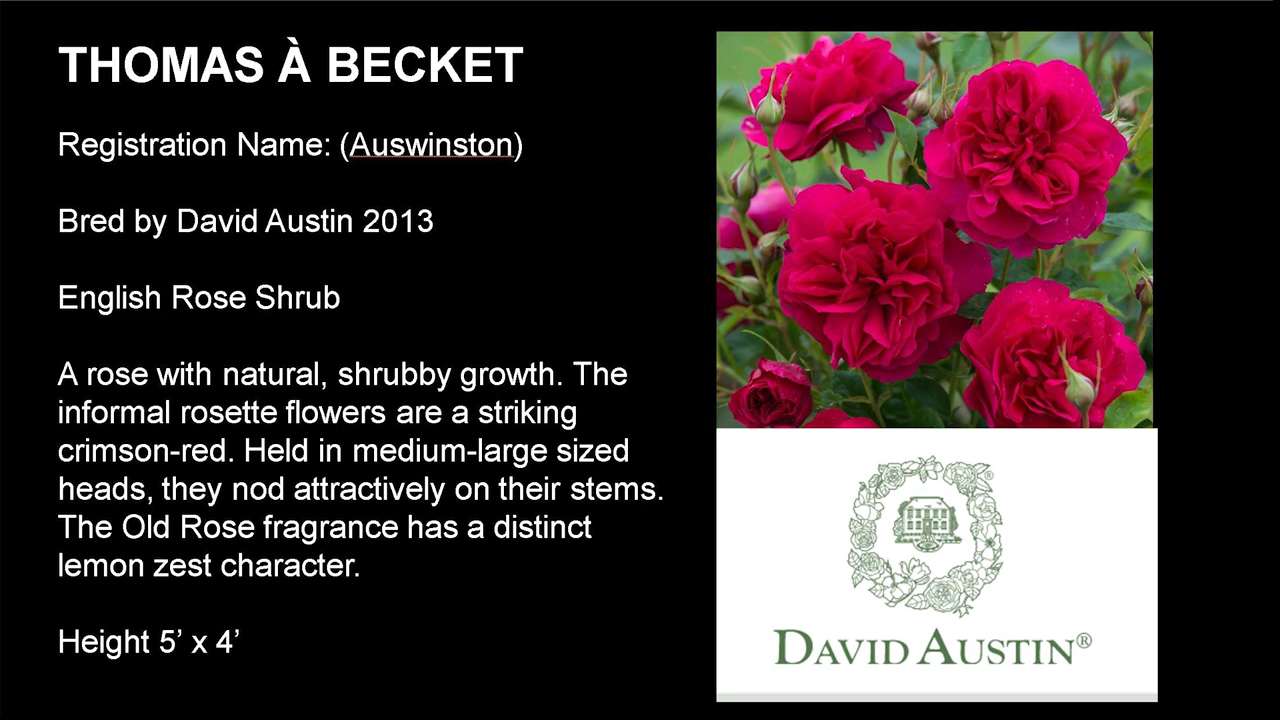 THOMAS À BECKET
Registration Name: (Auswinston)
Bred by David Austin 2013
English Rose Shrub
A rose with natural, shrubby growth. The
informal rosette flowers are a striking
crimson-red. Held in medium-large sized
heads, they nod attractively on their stems.
The Old Rose fragrance has a distinct
lemon zest character.
Height 5’ x 4’
®
DAVID AUSTIN®